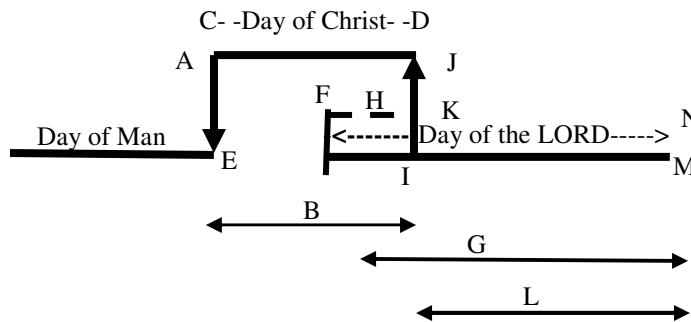 C- -Day of Christ- -D
A
J
F
H
K
N
Day of Man
<-----Day of the LORD----->
E
I
M
B
G
L